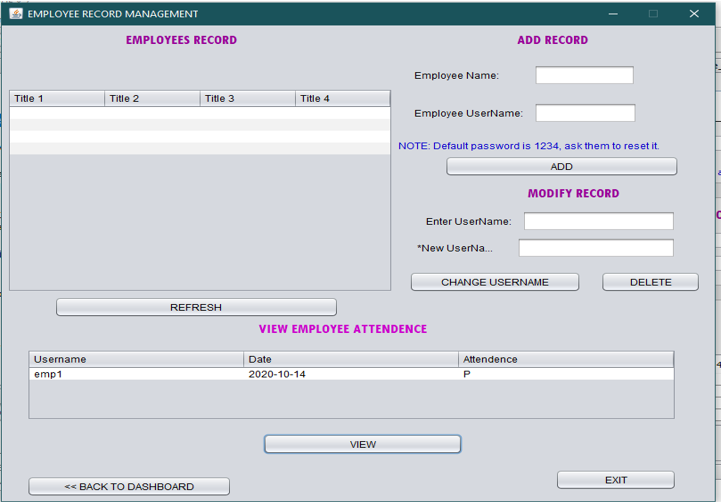 EMPLOYEE RECORD MANAGEMENT
EMPLOYEES RECORD
Title 1 Title 2 Title 3 Title 4
REFRESH
ADD RECORD
Employee Name:
Employee UserName:
NOTE: Default password is 1234, ask them to reset it.
ADD
MODIFY RECORD
Enter UserName:
*New UserNa...
CHANGE USERNAME DELETE
VIEW EMPLOYEE ATTENDENCE
Username Date Attendence
emp1 2020-10-14 P
VIEW
<< BACK TO DASHBOARD EXIT